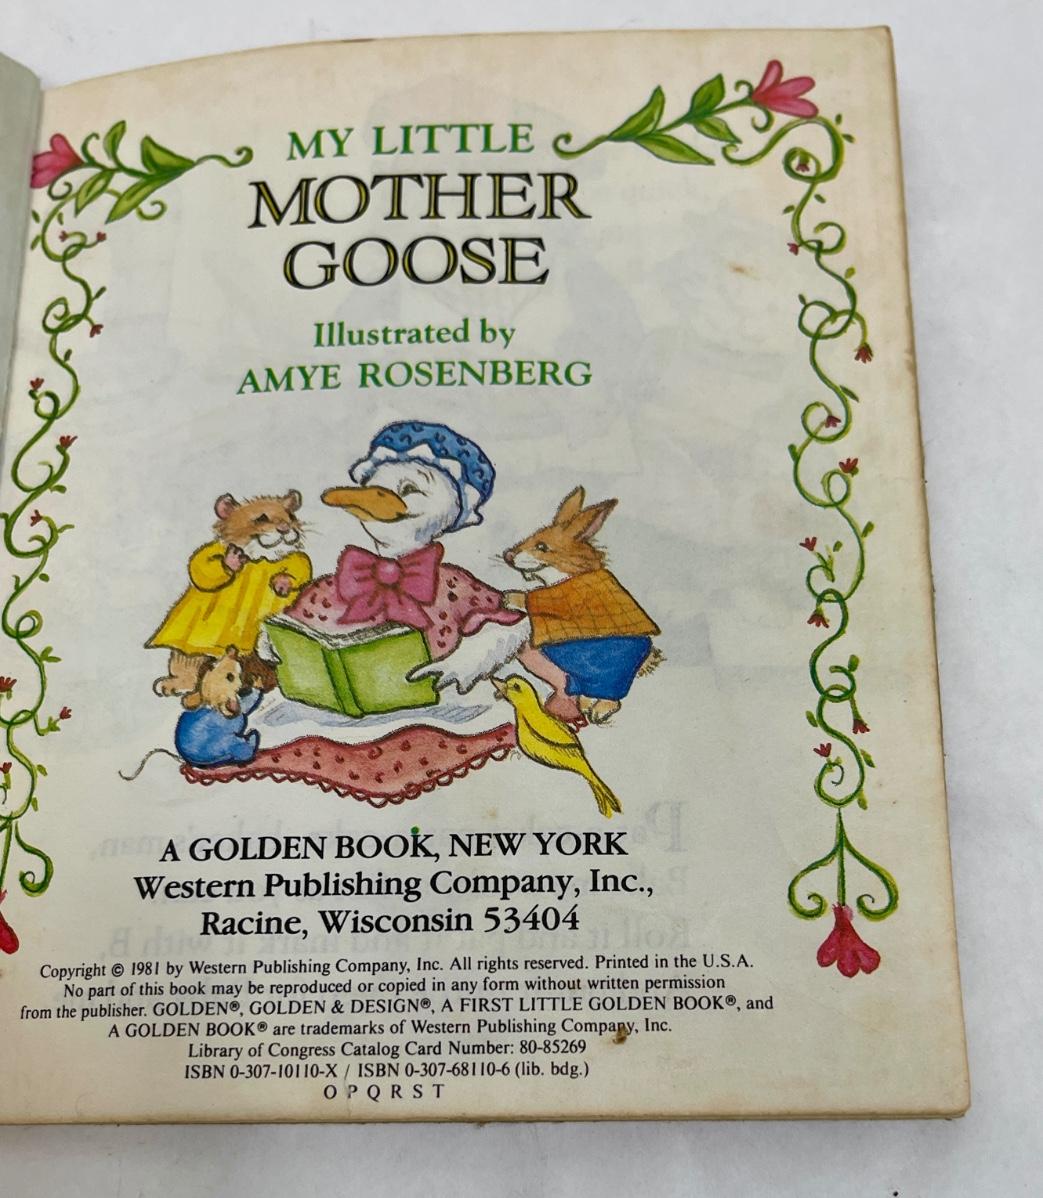 MY LITTLE
MOTHER
GOOSE
Illustrated by
AMYE ROSENBERG
A GOLDEN BOOK, NEW YORK
Western Publishing Company, Inc.,
Racine, Wisconsin 53404
Copyright © 1981 by Western Publishing Company, Inc. All rights reserved. Printed in the U.S.A.
No part of this book may be reproduced or copied in any form without written permission
from the publisher. GOLDEN®, GOLDEN & DESIGN®, A FIRST LITTLE GOLDEN BOOK®, and
A GOLDEN BOOK® are trademarks of Western Publishing Company, Inc.
Library of Congress Catalog Card Number: 80-85269
ISBN 0-307-10110-X / ISBN 0-307-68110-6 (lib. bdg.)
O P Q R S T